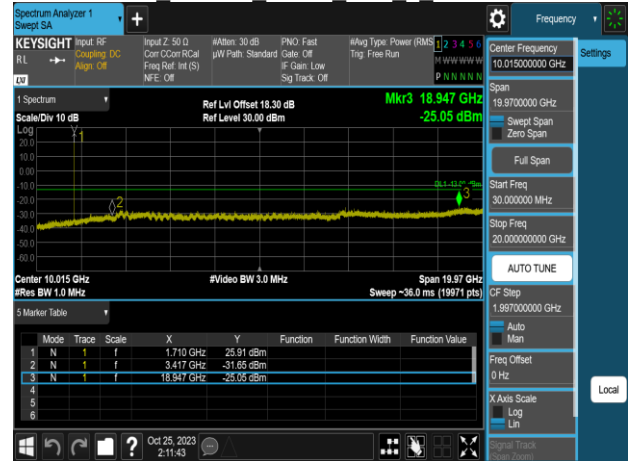 Spectrum Analyzer 1
Swept SA
Frequency
KEYSIGHT
Input: RF
Input Z: 50 Ω
#Atten: 30 dB
PNO: Fast
#Avg Type: Power (RMS
1 2 3 4 5 6
RL
Coupling: DC
Corr CCorr RCal
µW Path: Standard
Gate: Off
Trig: Free Run
M W W W W W
Align: Off
Freq Ref: Int (S)
IF Gain: Low
NFE: Off
Sig Track: Off
P N N N N N
LXI
1 Spectrum
Ref Lvl Offset 18.30 dB
Mkr3 18.947 GHz
Scale/Div 10 dB
Ref Level 30.00 dBm
-25.05 dBm
Log
20.0
10.0
0.00
-10.0
-20.0
-30.0
-40.0
-50.0
-60.0
1
2
3
Center 10.015 GHz
#Video BW 3.0 MHz
Span 19.97 GHz
#Res BW 1.0 MHz
Sweep ~36.0 ms (19971 pts)
5 Marker Table
Mode Trace Scale X Y Function Function Width Function Value
1 N 1 f 1.710 GHz 25.91 dBm
2 N 1 f 3.417 GHz -31.65 dBm
3 N 1 f 18.947 GHz -25.05 dBm
4
5
6
Oct 25, 2023
2:11:43
Center Frequency
10.015000000 GHz
Span
19.9700000 GHz
Swept Span
Zero Span
Full Span
Start Freq
30.000000 MHz
Stop Freq
20.000000000 GHz
AUTO TUNE
CF Step
1.997000000 GHz
Auto
Man
Freq Offset
0 Hz
X Axis Scale
Log
Lin
Signal Track
(Span Zoom)
Settings
Local